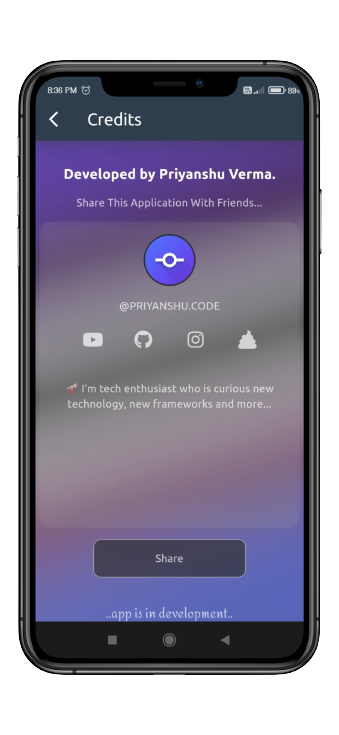 8:36 PM
89
Credits
Developed by Priyanshu Verma.
Share This Application With Friends...
@PRIYANSHU.CODE
I'm tech enthusiast who is curious new
technology, new frameworks and more...
Share
..app is in development..